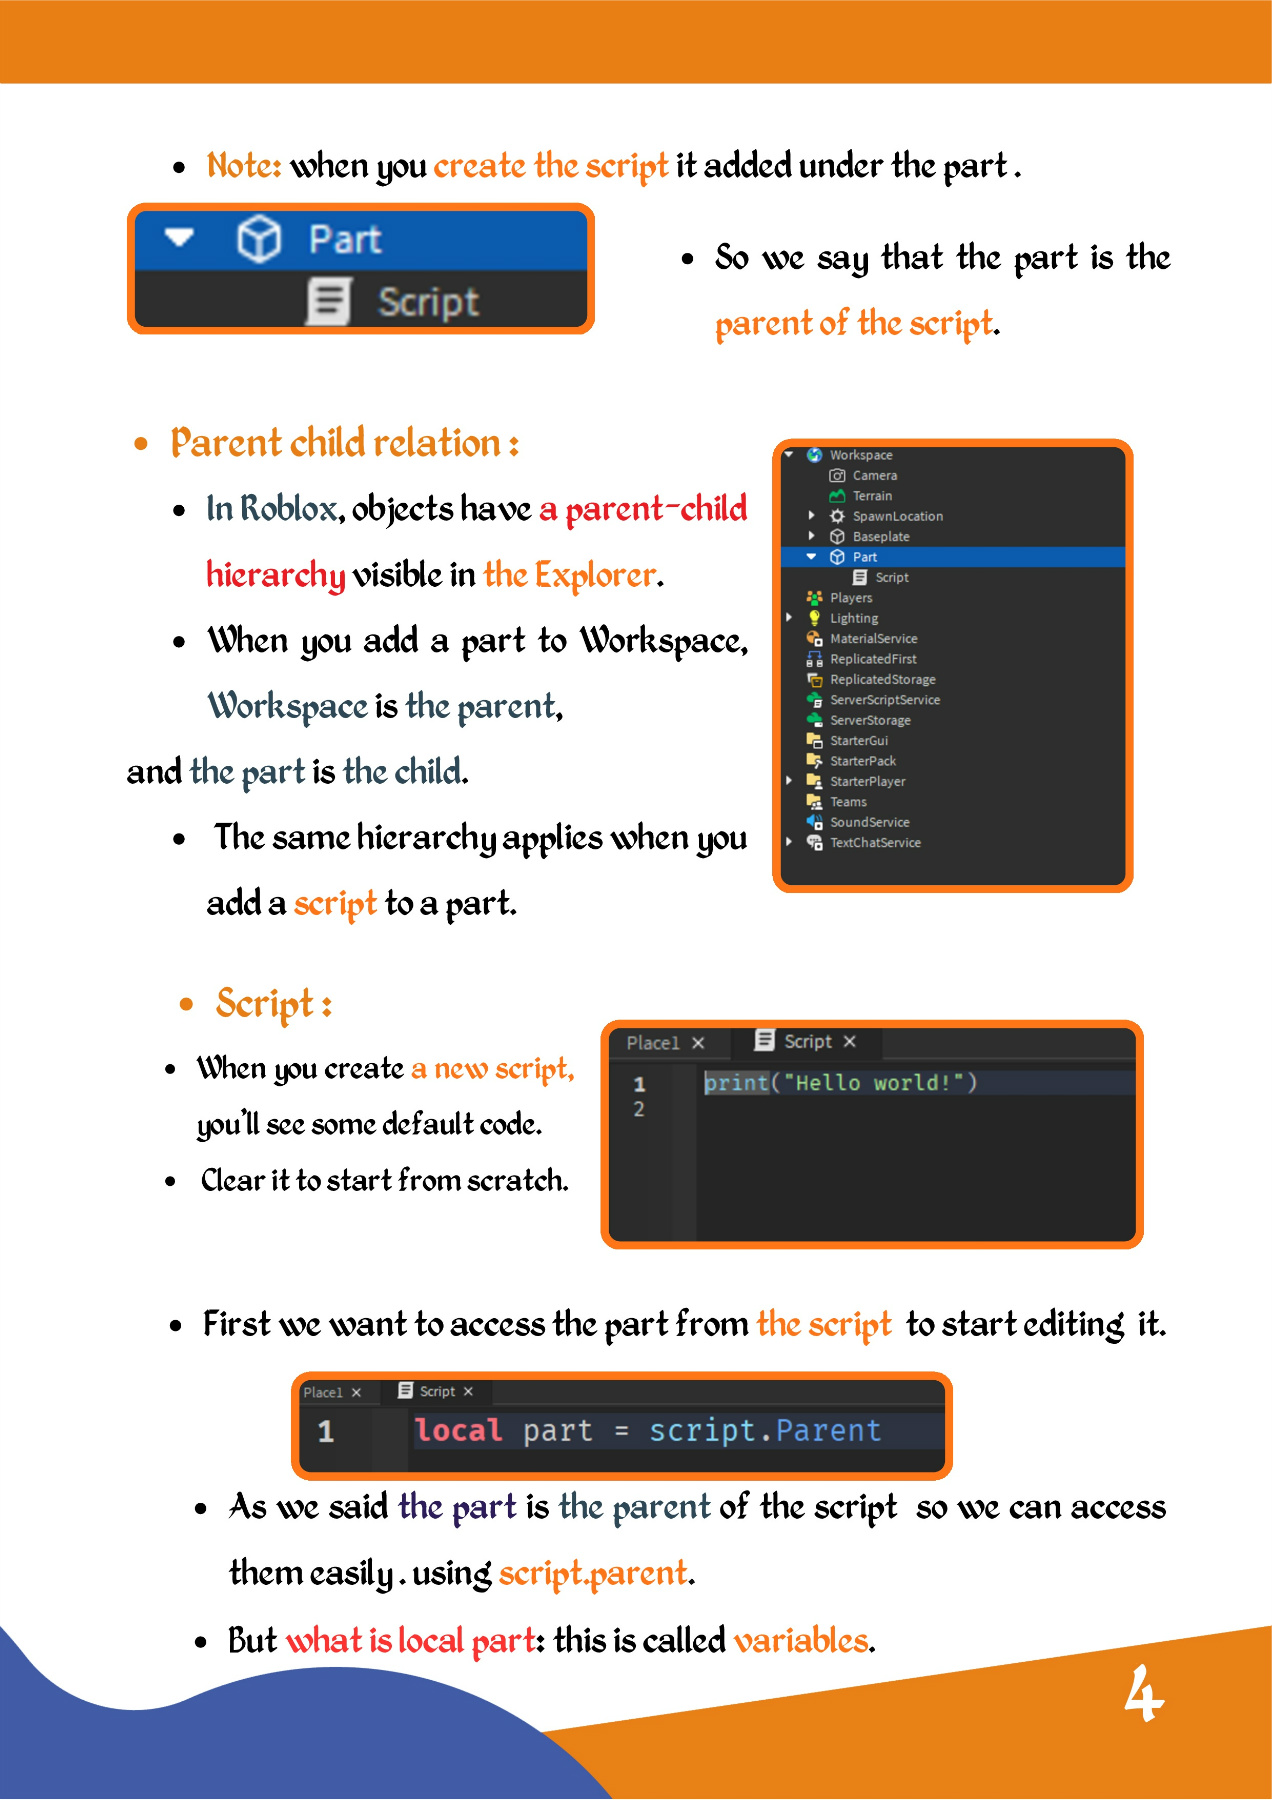 • Note: when you create the script it added under the part .
Part
Script
• So we say that the part is the
parent of the script.
• Parent child relation :
• In Roblox, objects have a parent-child
hierarchy visible in the Explorer.
• When you add a part to Workspace,
Workspace is the parent,
and the part is the child.
• The same hierarchy applies when you
add a script to a part.
Workspace
Camera
Terrain
SpawnLocation
Baseplate
Part
Script
Players
Lighting
MaterialService
ReplicatedFirst
ReplicatedStorage
ServerScriptService
ServerStorage
StarterGui
StarterPack
StarterPlayer
Teams
SoundService
TextChatService
• Script :
• When you create a new script,
you'll see some default code.
• Clear it to start from scratch.
Place1 × Script ×
1 print("Hello world!")
2
• First we want to access the part from the script to start editing it.
Place1 × Script ×
1 local part = script.Parent
• As we said the part is the parent of the script so we can access
them easily . using script.parent.
• But what is local part: this is called variables.
4